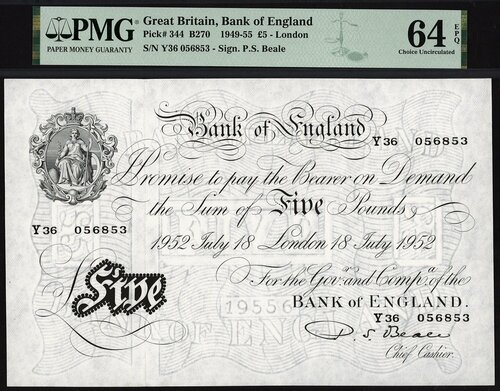 PMG
PAPER MONEY GUARANTY
Great Britain, Bank of England
Pick# 344 B270 1949-55 £5 - London
S/N Y36 056853 - Sign. P.S. Beale
64 EPQ
Choice Uncirculated
Bank of England
Y36 056853
I Promise to pay the Bearer on Demand
the Sum of Five Pounds
Y36 056853
1952 July 18 London 18 July 1952
For the Govr. and Compa. of the
BANK OF ENGLAND.
£Five
Y36 056853
P. S. Beale
Chief Cashier.